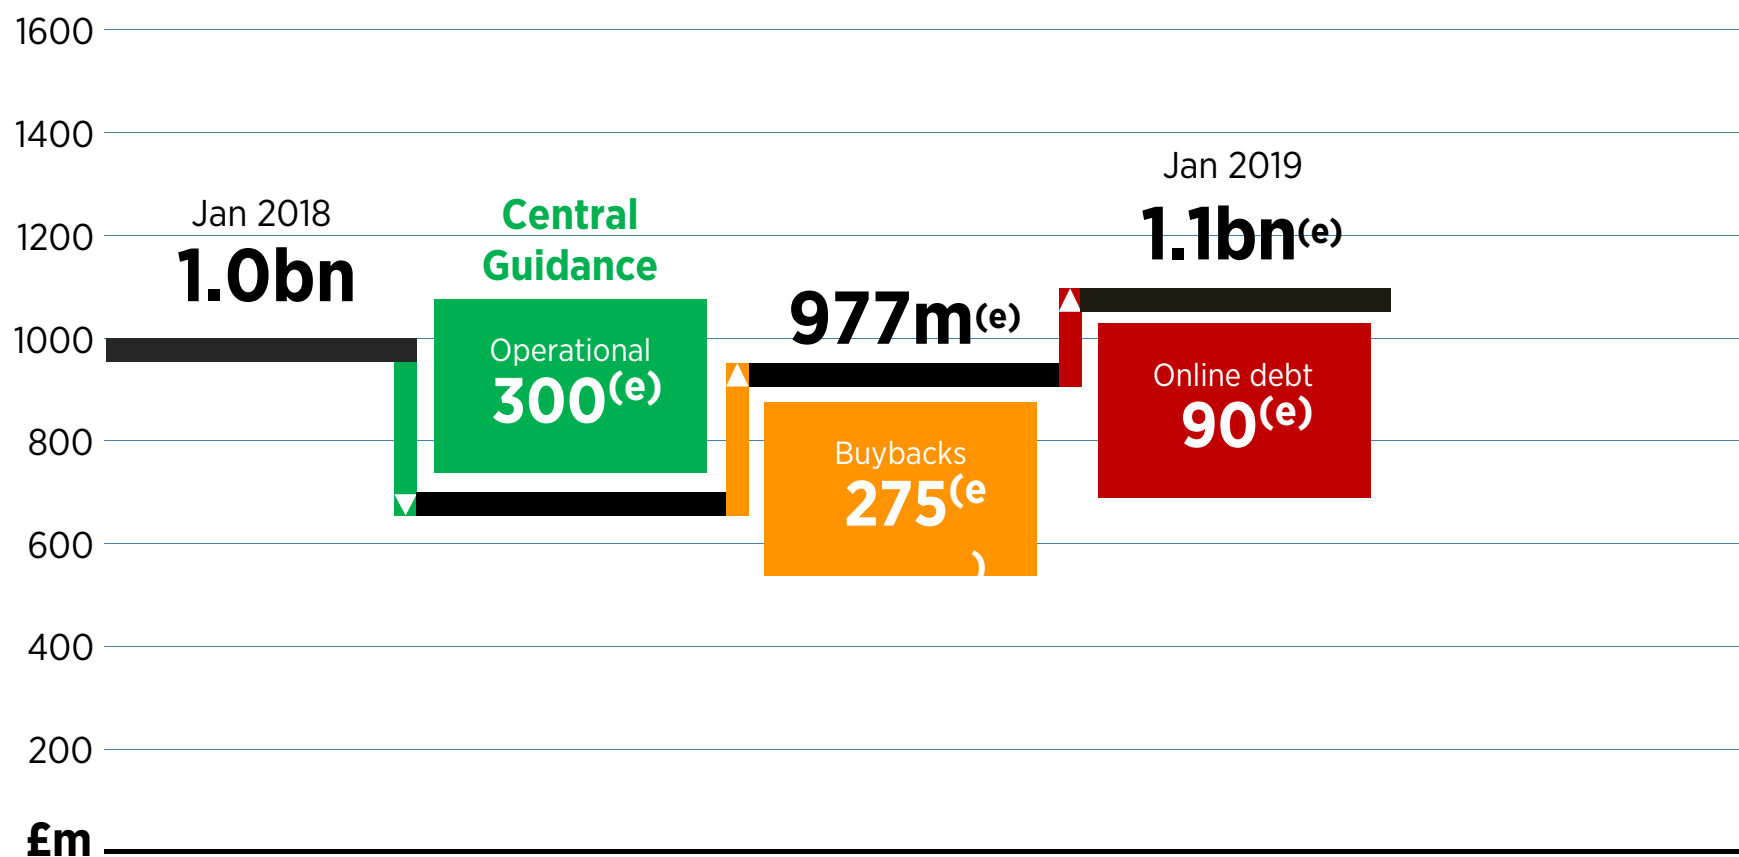 1600
1400
1200
1000
800
600
400
200
£m
Jan 2018
1.0bn
Central
Guidance
Operational
300(e)
977m(e)
Buybacks
275(e
)
Jan 2019
1.1bn(e)
Online debt
90(e)